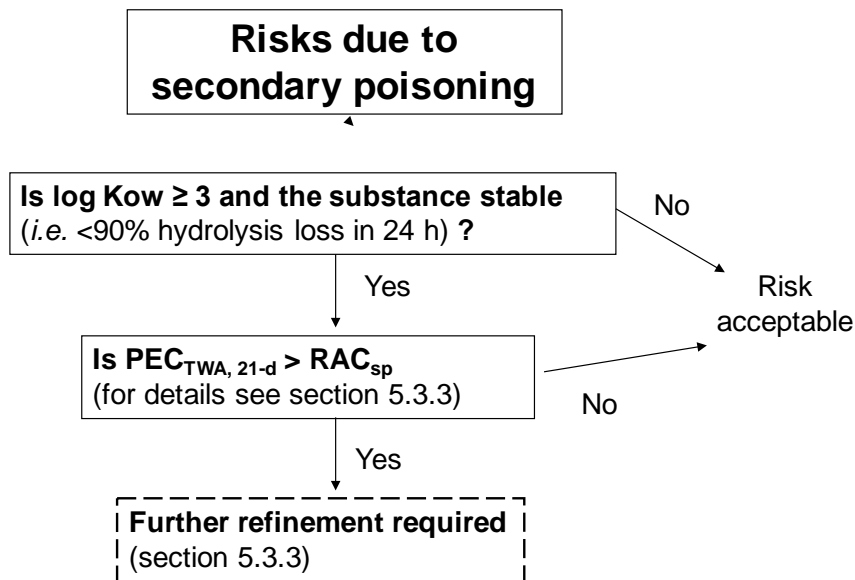 Risks due to
secondary poisoning
Is log Kow ≥ 3 and the substance stable
(i.e. <90% hydrolysis loss in 24 h) ?
No
Yes
Risk
acceptable
Is PECTWA, 21-d > RACsp
(for details see section 5.3.3)
No
Yes
Further refinement required
(section 5.3.3)